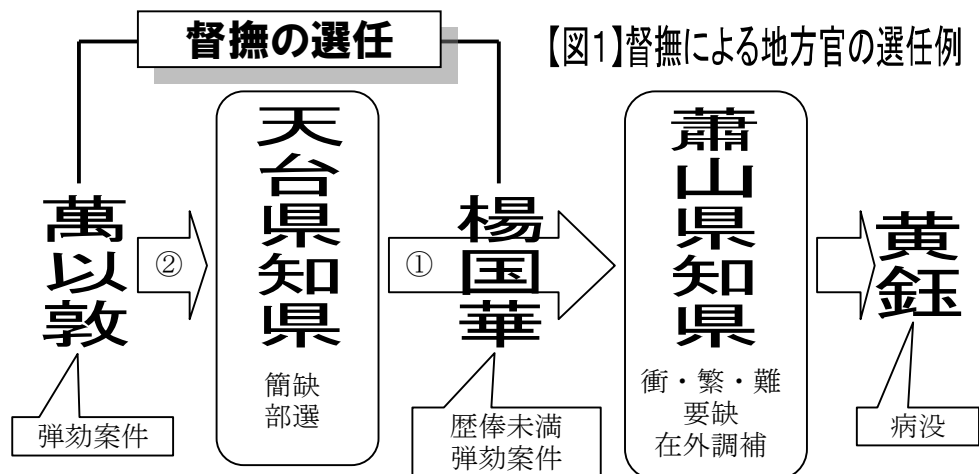 督撫の選任
【図1】督撫による地方官の選任例
萬以敦
弾劾案件
②
天台県知県
簡缺
部選
①
楊国華
歴俸未満
弾劾案件
蕭山県知県
衝・繁・難
要缺
在外調補
黄鈺
病没